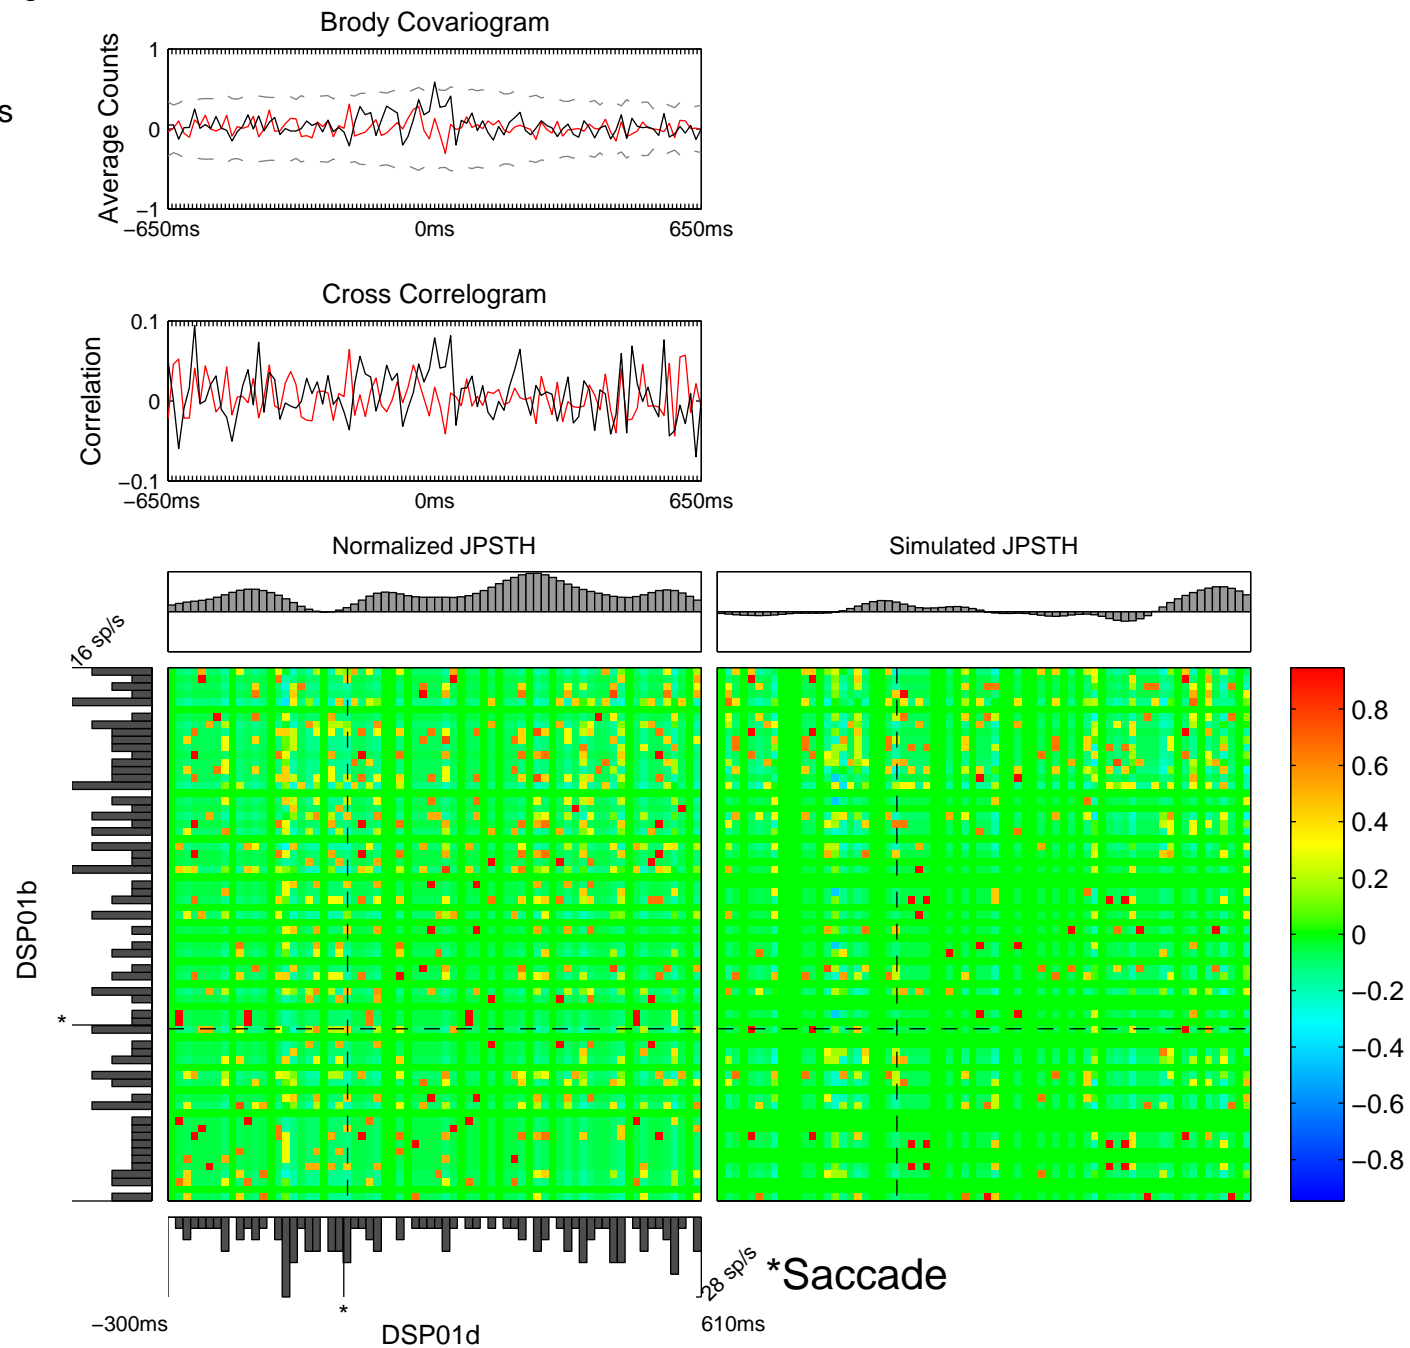 g
Brody Covariogram
s
Average Counts
1
0
−1
−650ms
0ms
650ms
Cross Correlogram
Correlation
0.1
0
−0.1
−650ms
0ms
650ms
Normalized JPSTH
Simulated JPSTH
16 sp/s
DSP01b
*
0.8
0.6
0.4
0.2
0
−0.2
−0.4
−0.6
−0.8
28 sp/s
*Saccade
*
−300ms
DSP01d
610ms